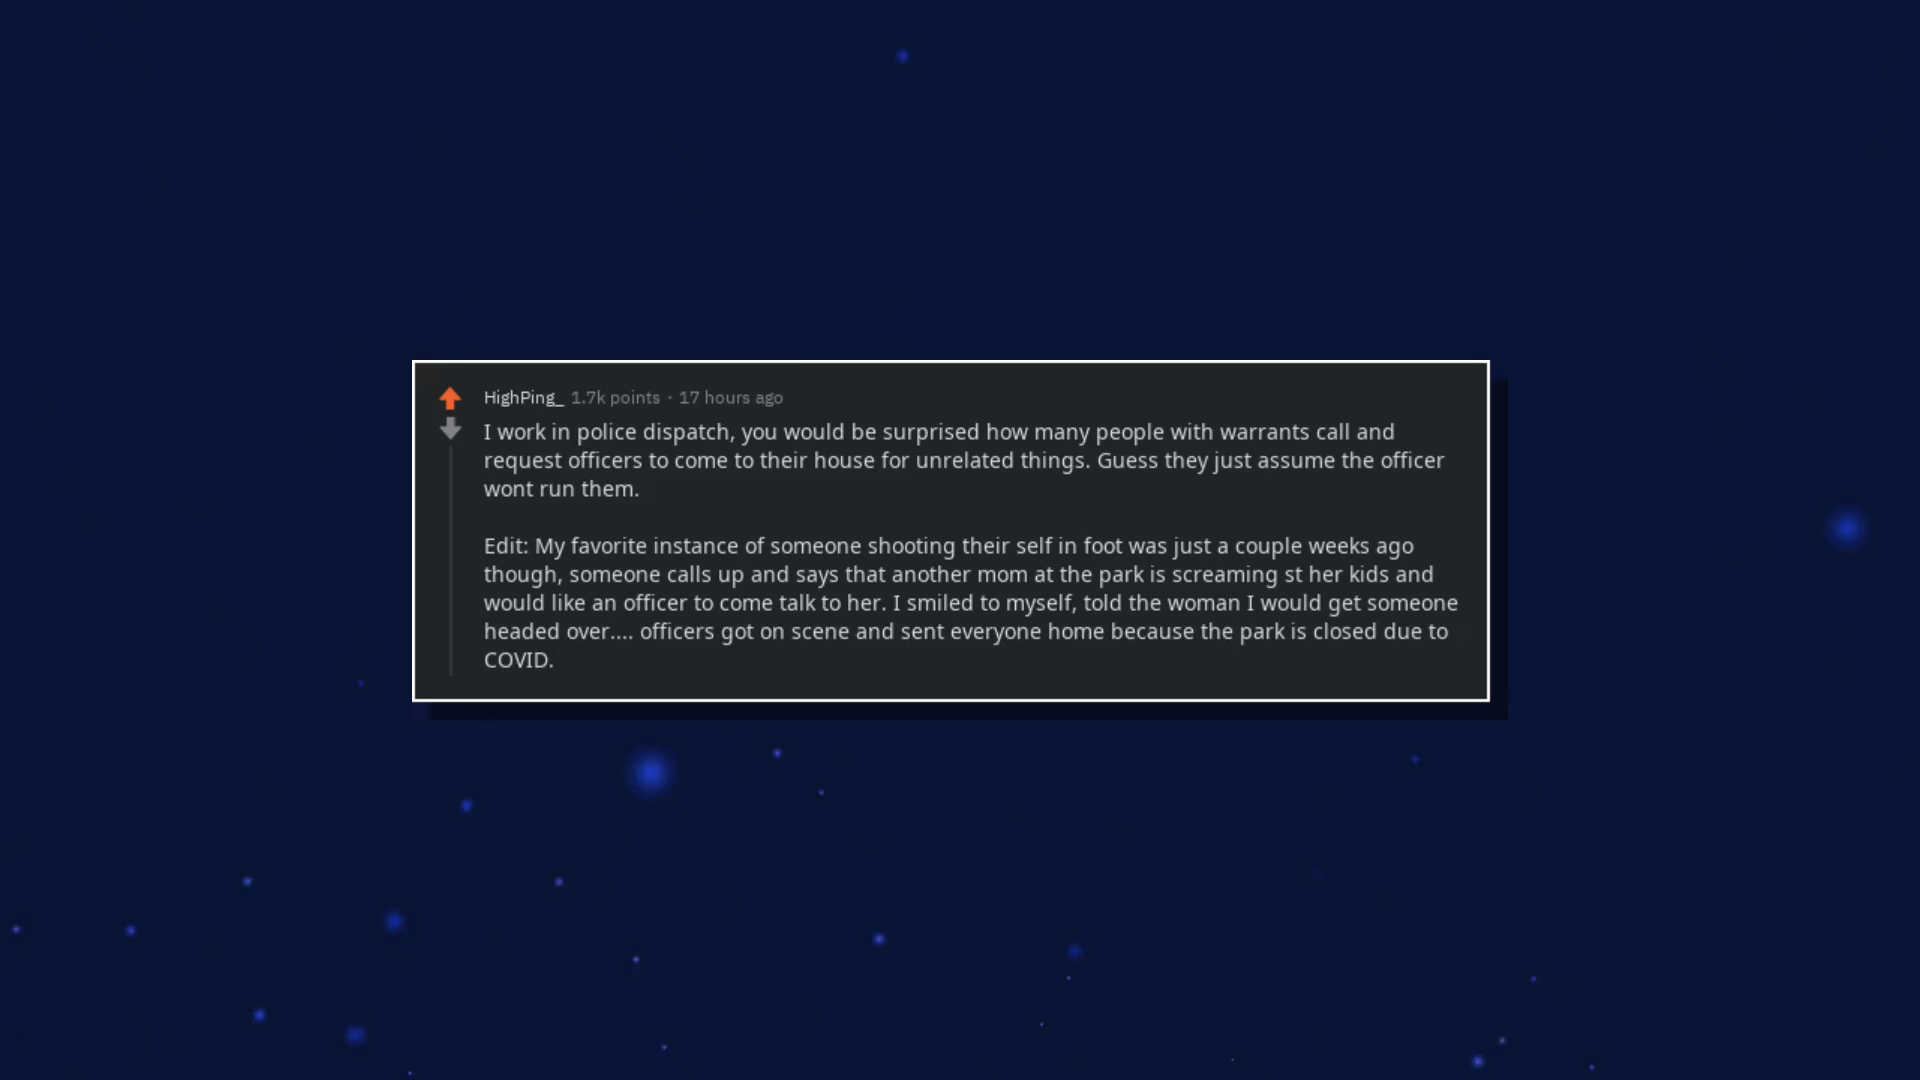 HighPing_ 1.7k points · 17 hours ago
I work in police dispatch, you would be surprised how many people with warrants call and
request officers to come to their house for unrelated things. Guess they just assume the officer
wont run them.
Edit: My favorite instance of someone shooting their self in foot was just a couple weeks ago
though, someone calls up and says that another mom at the park is screaming st her kids and
would like an officer to come talk to her. I smiled to myself, told the woman I would get someone
headed over.... officers got on scene and sent everyone home because the park is closed due to
COVID.